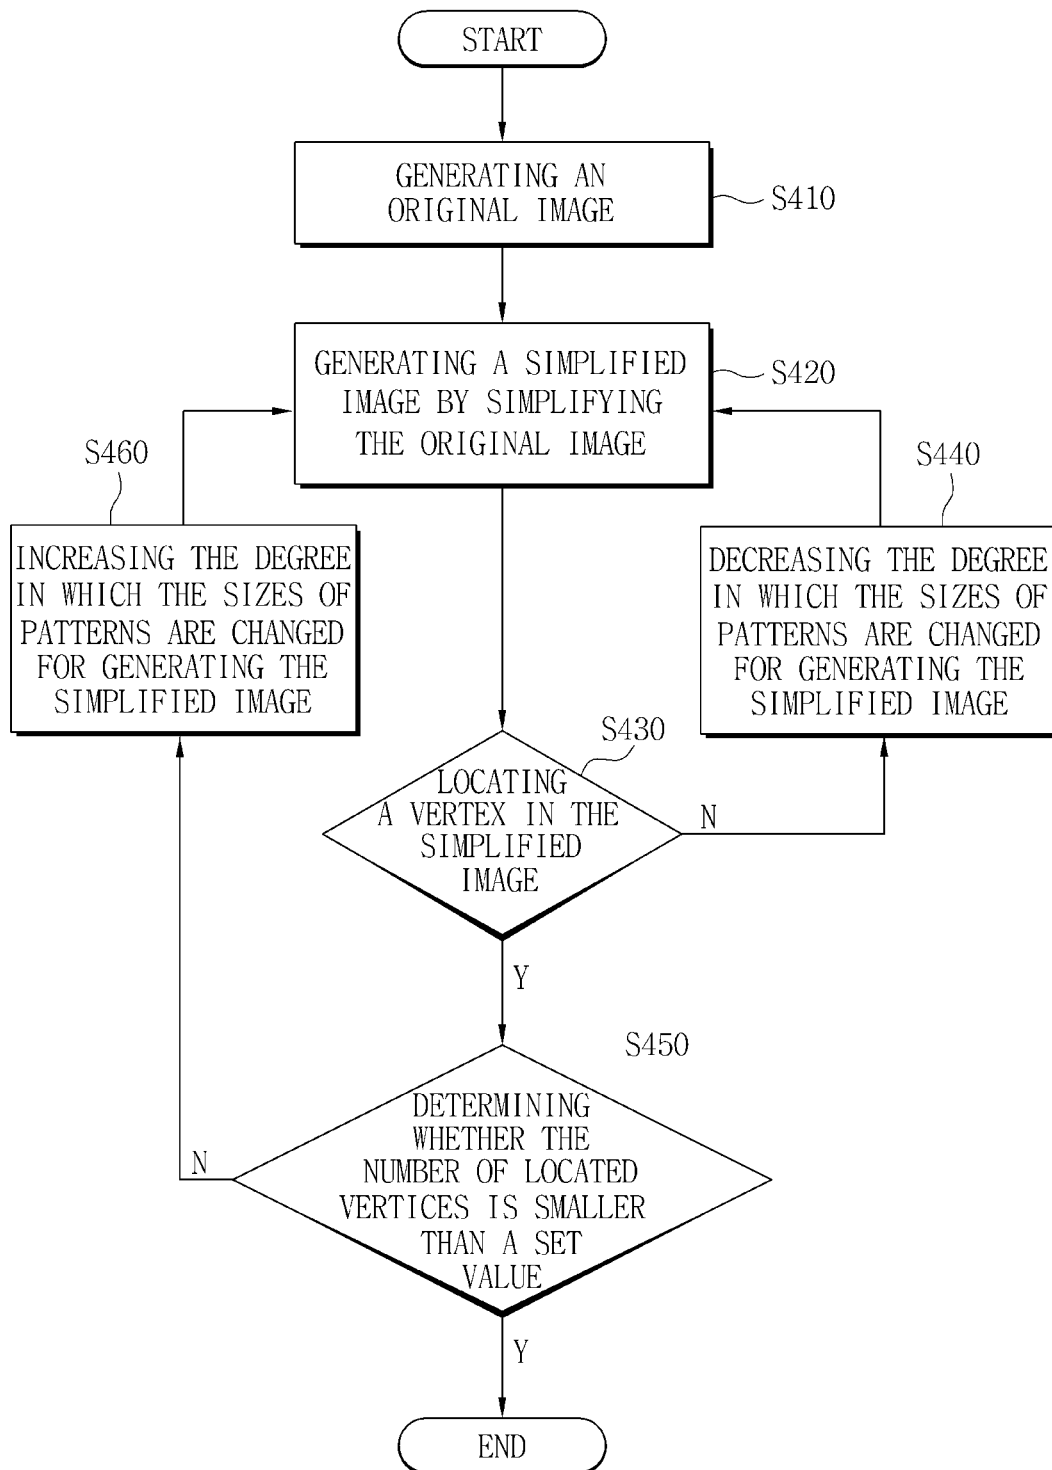 START
GENERATING AN
ORIGINAL IMAGE
S410
GENERATING A SIMPLIFIED
IMAGE BY SIMPLIFYING
THE ORIGINAL IMAGE
S420
S460
INCREASING THE DEGREE
IN WHICH THE SIZES OF
PATTERNS ARE CHANGED
FOR GENERATING THE
SIMPLIFIED IMAGE
S440
DECREASING THE DEGREE
IN WHICH THE SIZES OF
PATTERNS ARE CHANGED
FOR GENERATING THE
SIMPLIFIED IMAGE
S430
LOCATING
A VERTEX IN THE
SIMPLIFIED
IMAGE
N
Y
S450
DETERMINING
WHETHER THE
NUMBER OF LOCATED
VERTICES IS SMALLER
THAN A SET
VALUE
N
Y
END